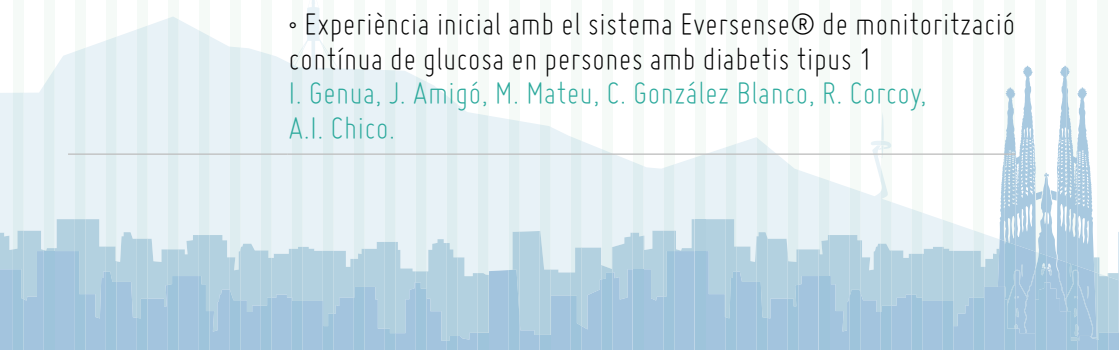 ◦ Experiència inicial amb el sistema Eversense® de monitorització
contínua de glucosa en persones amb diabetis tipus 1
I. Genua, J. Amigó, M. Mateu, C. González Blanco, R. Corcoy,
A.I. Chico.